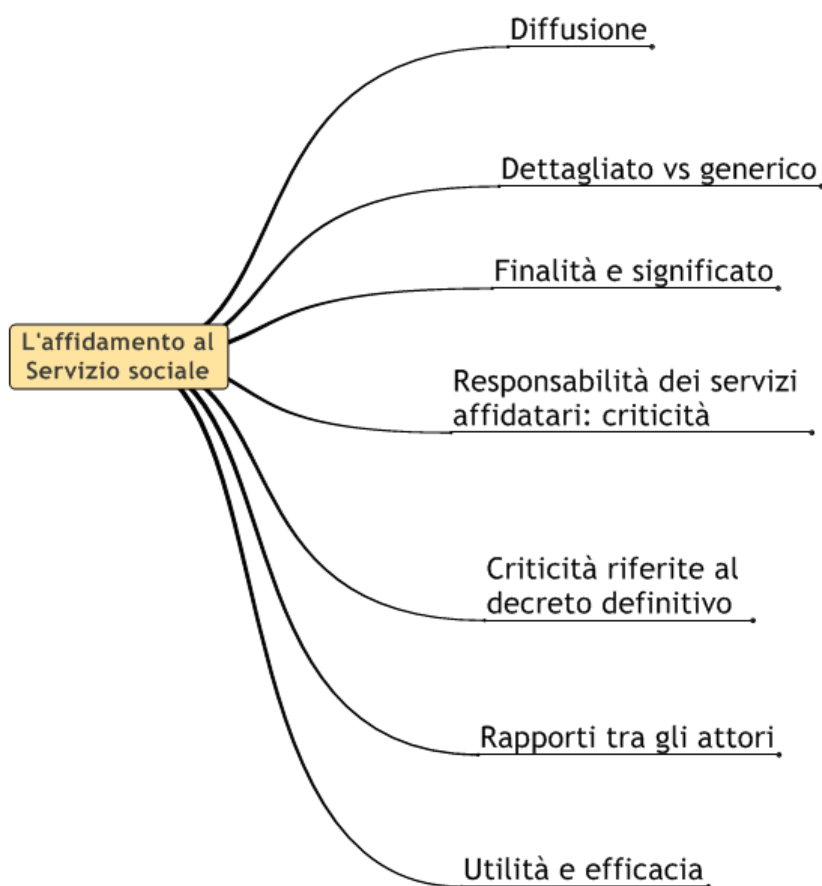 Diffusione
Dettagliato vs generico
Finalità e significato
L'affidamento al
Servizio sociale
Responsabilità dei servizi
affidatari: criticità
Criticità riferite al
decreto definitivo
Rapporti tra gli attori
Utilità e efficacia